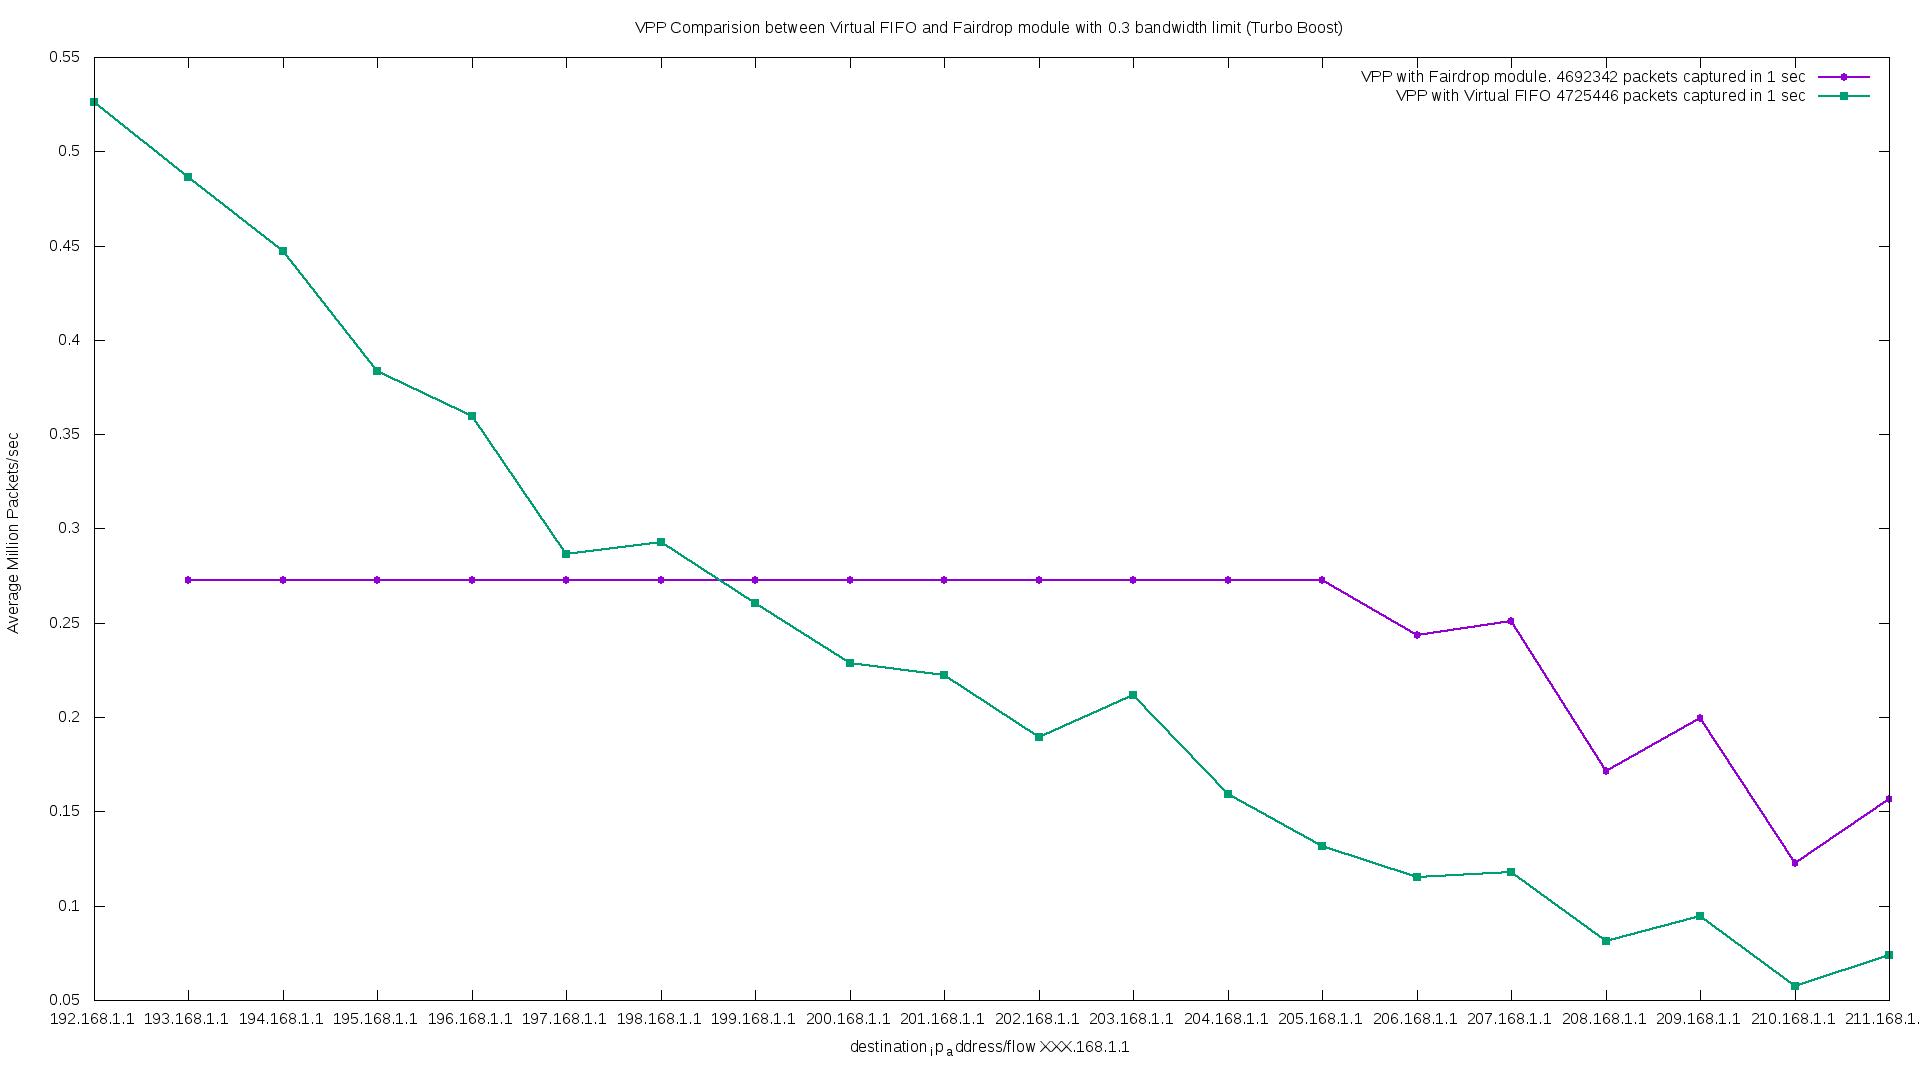 VPP Comparision between Virtual FIFO and Fairdrop module with 0.3 bandwidth limit (Turbo Boost)
VPP with Fairdrop module. 4692342 packets captured in 1 sec
VPP with Virtual FIFO 4725446 packets captured in 1 sec
Average Million Packets/sec
0.55
0.5
0.45
0.4
0.35
0.3
0.25
0.2
0.15
0.1
0.05
192.168.1.1 193.168.1.1 194.168.1.1 195.168.1.1 196.168.1.1 197.168.1.1 198.168.1.1 199.168.1.1 200.168.1.1 201.168.1.1 202.168.1.1 203.168.1.1 204.168.1.1 205.168.1.1 206.168.1.1 207.168.1.1 208.168.1.1 209.168.1.1 210.168.1.1 211.168.1.
destination_ip_address/flow XXX.168.1.1